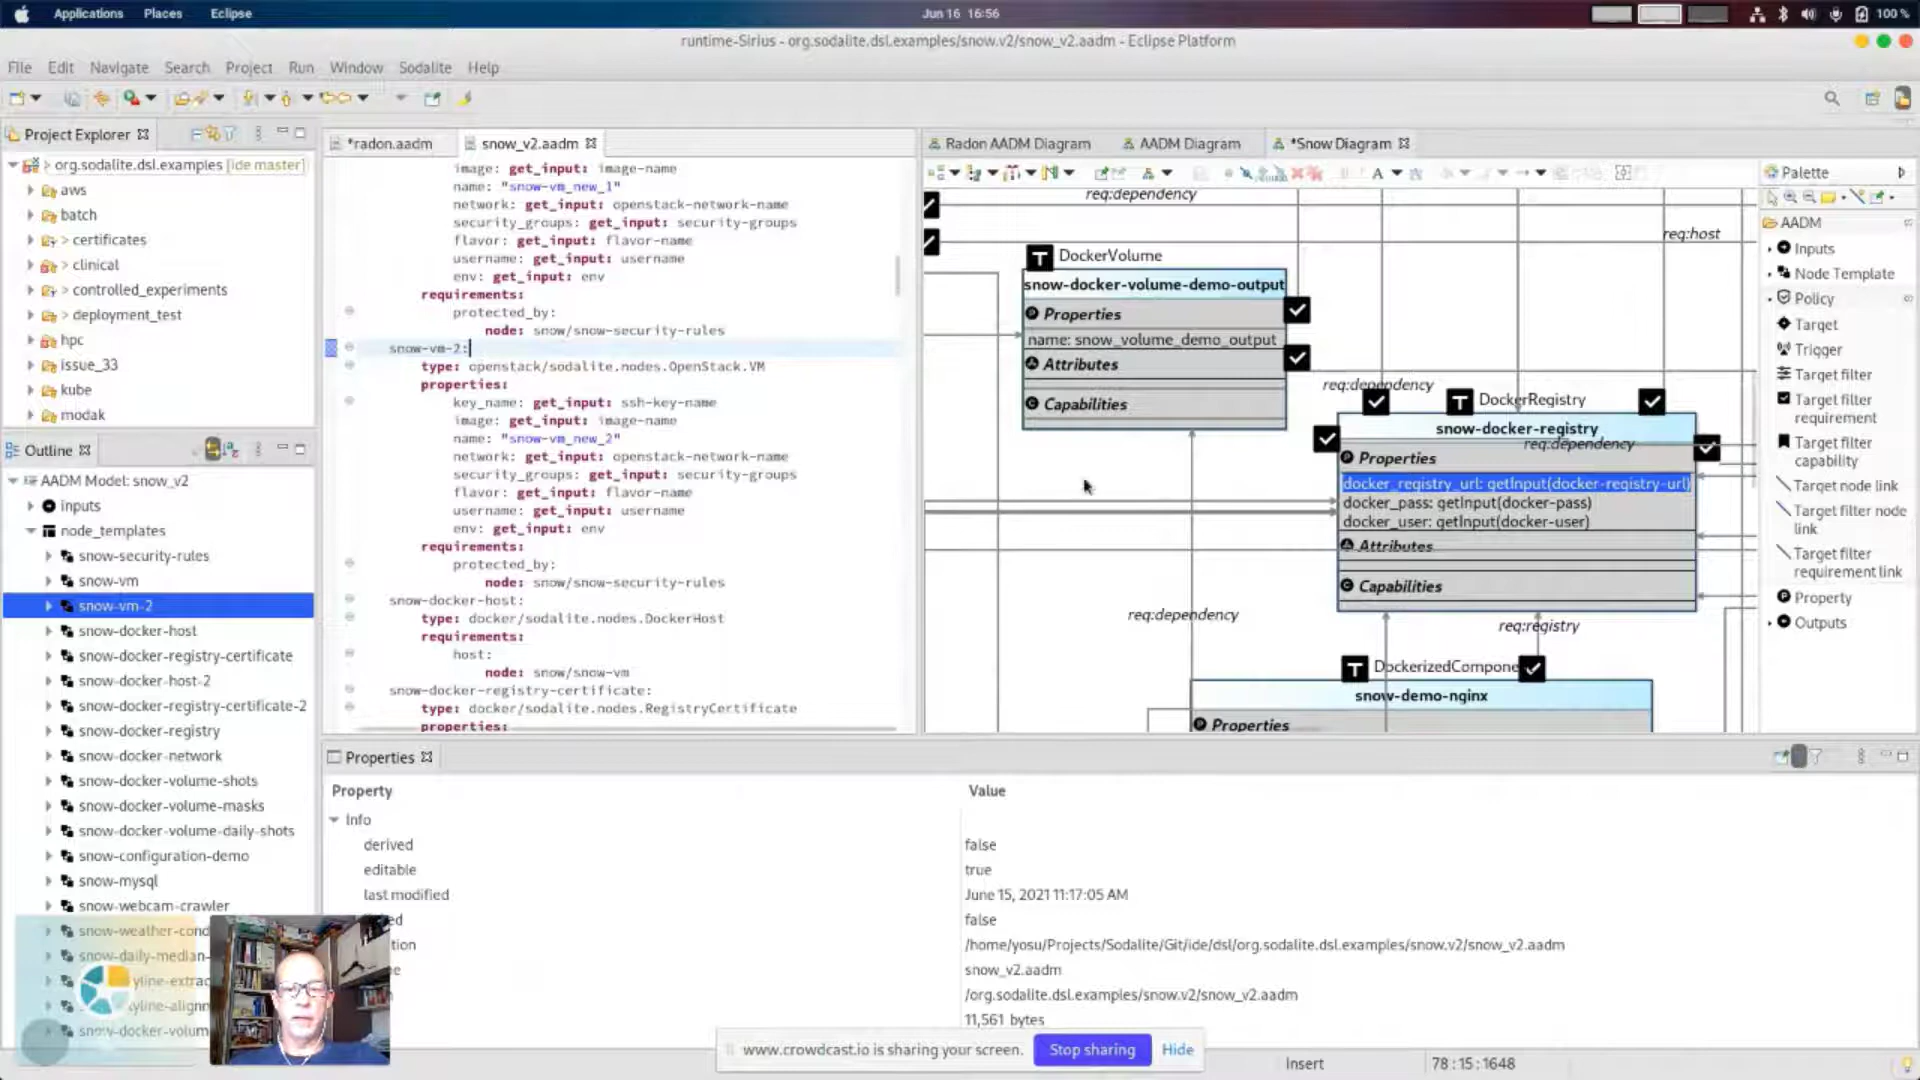 Applications Places Eclipse
Jun 16 16:56
100 %
runtime-Sirius - org.sodalite.dsl.examples/snow.v2/snow_v2.aadm - Eclipse Platform
File Edit Navigate Search Project Run Window Sodalite Help
Project Explorer
org.sodalite.dsl.examples [ide master]
aws
batch
> certificates
> clinical
> controlled_experiments
> deployment_test
hpc
issue_33
kube
modak
Outline
AADM Model: snow_v2
Inputs
node_templates
snow-security-rules
snow-vm
snow-vm-2
snow-docker-host
snow-docker-registry-certificate
snow-docker-host-2
snow-docker-registry-certificate-2
snow-docker-registry
snow-docker-network
snow-docker-volume-shots
snow-docker-volume-masks
snow-docker-volume-daily-shots
snow-configuration-demo
snow-mysql
snow-webcam-crawler
snow-weather-cond
snow-daily-median-
yline-extrac
yline-alignn
snow-docker-volum
*radon.aadm
snow_v2.aadm
image: get_input: image-name
name: "snow-vm_new_1"
network: get_input: openstack-network-name
security_groups: get_input: security-groups
flavor: get_input: flavor-name
username: get_input: username
env: get_input: env
requirements:
protected_by:
node: snow/snow-security-rules
snow-vm-2:
type: openstack/sodalite.nodes.OpenStack.VM
properties:
key_name: get_input: ssh-key-name
image: get_input: image-name
name: "snow-vm_new_2"
network: get_input: openstack-network-name
security_groups: get_input: security-groups
flavor: get_input: flavor-name
username: get_input: username
env: get_input: env
requirements:
protected_by:
node: snow/snow-security-rules
snow-docker-host:
type: docker/sodalite.nodes.DockerHost
requirements:
host:
node: snow/snow-vm
snow-docker-registry-certificate:
type: docker/sodalite.nodes.RegistryCertificate
properties:
Radon AADM Diagram
AADM Diagram
*Snow Diagram
req:dependency
req:host
T DockerVolume
snow-docker-volume-demo-output
P Properties
name: snow_volume_demo_output
A Attributes
C Capabilities
req:dependency
T DockerRegistry
snow-docker-registry
req:dependency
P Properties
docker_registry_url: getInput(docker-registry-url)
docker_pass: getInput(docker-pass)
docker_user: getInput(docker-user)
A Attributes
C Capabilities
req:dependency
req:registry
T DockerizedCompone
snow-demo-nginx
P Properties
Palette
AADM
Inputs
Node Template
Policy
Target
Trigger
Target filter
Target filter
requirement
Target filter
capability
Target node link
Target filter node
link
Target filter
requirement link
Property
Outputs
Properties
Property Value
Info
derived false
editable true
last modified June 15, 2021 11:17:05 AM
ed false
tion /home/yosu/Projects/Sodalite/Git/ide/dsl/org.sodalite.dsl.examples/snow.v2/snow_v2.aadm
e snow_v2.aadm
/org.sodalite.dsl.examples/snow.v2/snow_v2.aadm
11,561 bytes
www.crowdcast.io is sharing your screen.
Stop sharing
Hide
Insert
78 : 15 : 1648